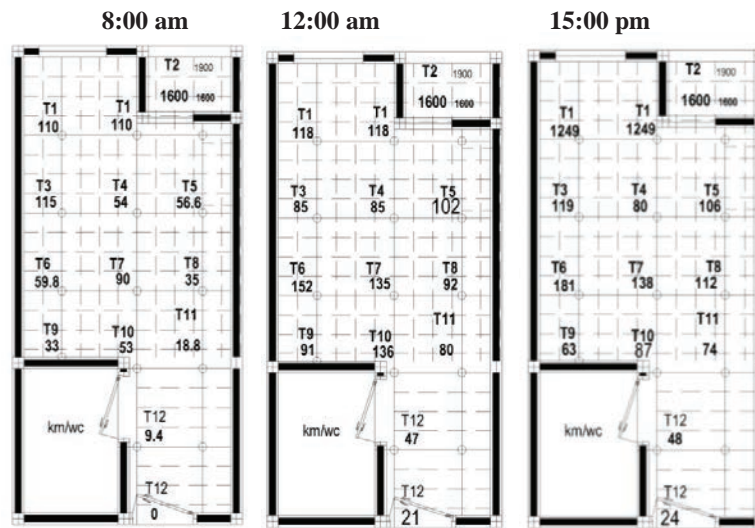 8:00 am
12:00 am
15:00 pm
T2 1900
1600 1600
T1 T1
110 110
T3 T4 T5
115 54 56.6
T6 T7 T8
59.8 90 35
T11
T9 T10 18.8
33 53
km/wc
T12
9.4
T12
0
T2 1900
1600 1600
T1 T1
118 118
T3 T4 T5
85 85 102
T6 T7 T8
152 135 92
T11
T9 T10 80
91 136
km/wc
T12
47
T12
21
T2 1900
1600 1600
T1 T1
1249 1249
T3 T4 T5
119 80 106
T6 T7 T8
181 138 112
T11
T9 T10 74
63 87
km/wc
T12
48
T12
24